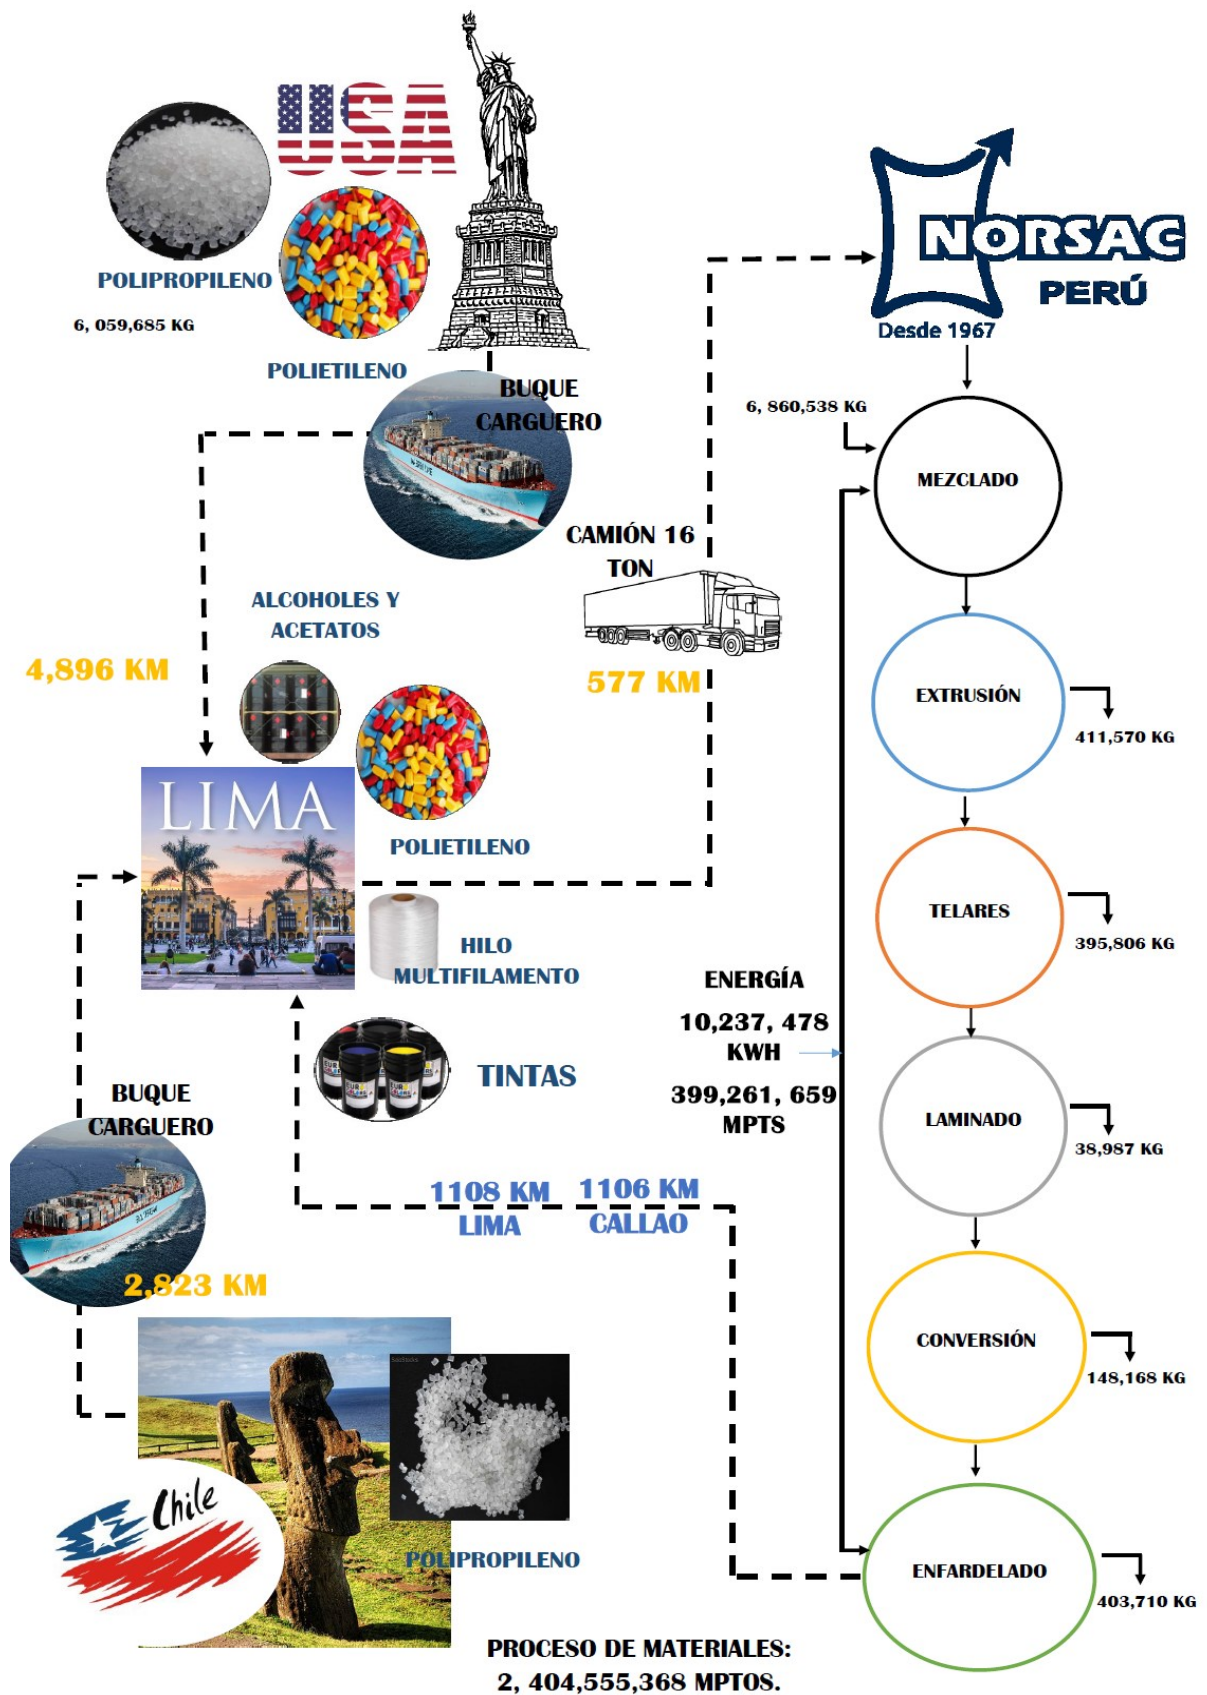 USA
POLIPROPILENO
6, 059,685 KG
POLIETILENO
BUQUE
CARGUERO
NORSAC
PERÚ
Desde 1967
6, 860,538 KG
MEZCLADO
CAMIÓN 16
TON
577 KM
ALCOHOLES Y
ACETATOS
4,896 KM
LIMA
POLIETILENO
HILO
MULTIFILAMENTO
TINTAS
EXTRUSIÓN
411,570 KG
TELARES
395,806 KG
ENERGÍA
10,237, 478
KWH
399,261, 659
MPTS
LAMINADO
38,987 KG
BUQUE
CARGUERO
2,823 KM
1108 KM
LIMA
1106 KM
CALLAO
CONVERSIÓN
148,168 KG
Chile
POLIPROPILENO
ENFARDELADO
403,710 KG
PROCESO DE MATERIALES:
2, 404,555,368 MPTOS.